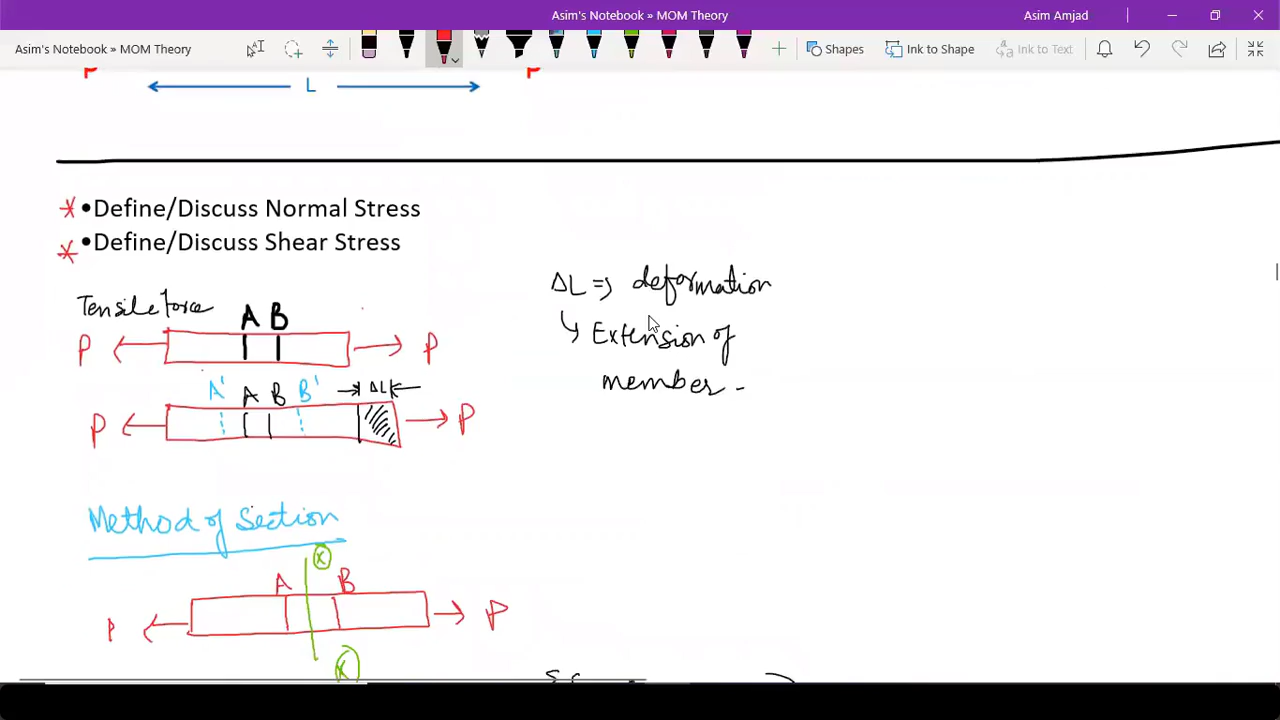 Asim's Notebook » MOM Theory
Asim Amjad
Asim's Notebook » MOM Theory
Shapes
Ink to Shape
Ink to Text
L
* •Define/Discuss Normal Stress
* •Define/Discuss Shear Stress
ΔL => deformation
↳ Extension of
member -
Tensile force
A B
P P
A' A B B' ΔL
P P
Method of Section
X
A B
P P
X